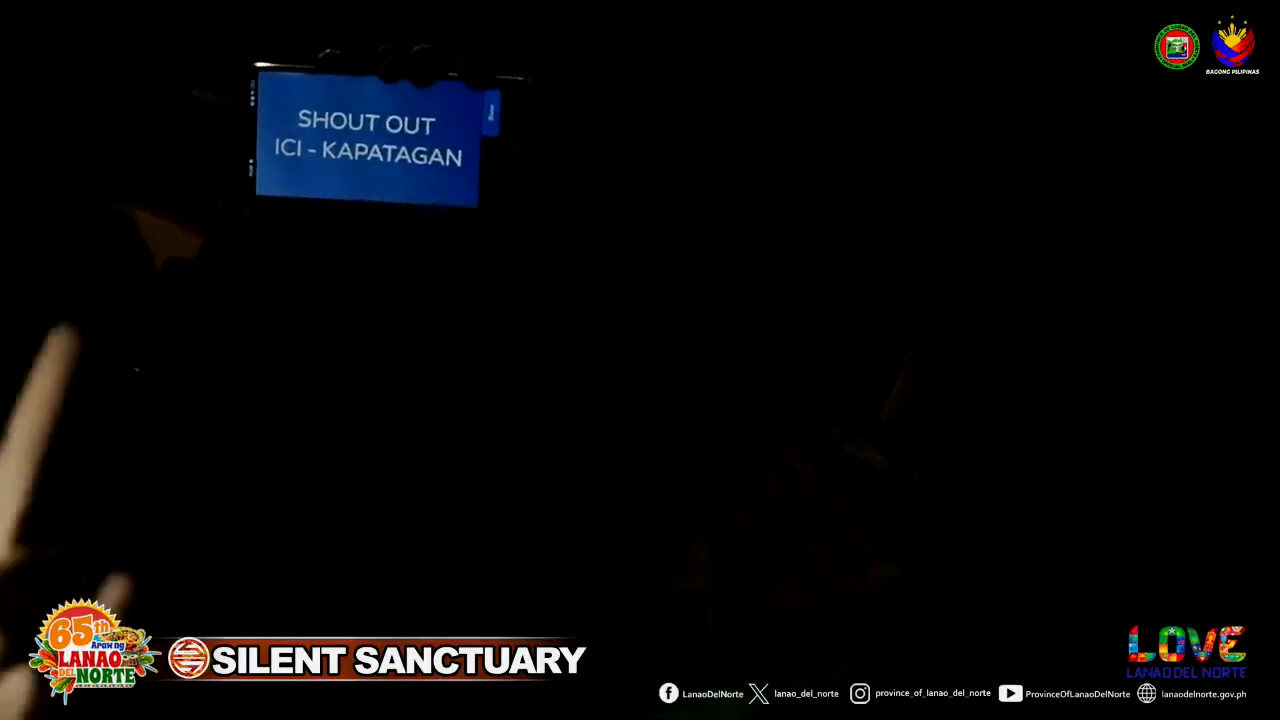 BAGONG PILIPINAS
SHOUT OUT
ICI - KAPATAGAN
65th
Araw ng
LANAO
DEL NORTE
SILENT SANCTUARY
LOVE
LANAO DEL NORTE
LanaoDelNorte
lanao_del_norte
province_of_lanao_del_norte
ProvinceOfLanaoDelNorte
lanaodelnorte.gov.ph